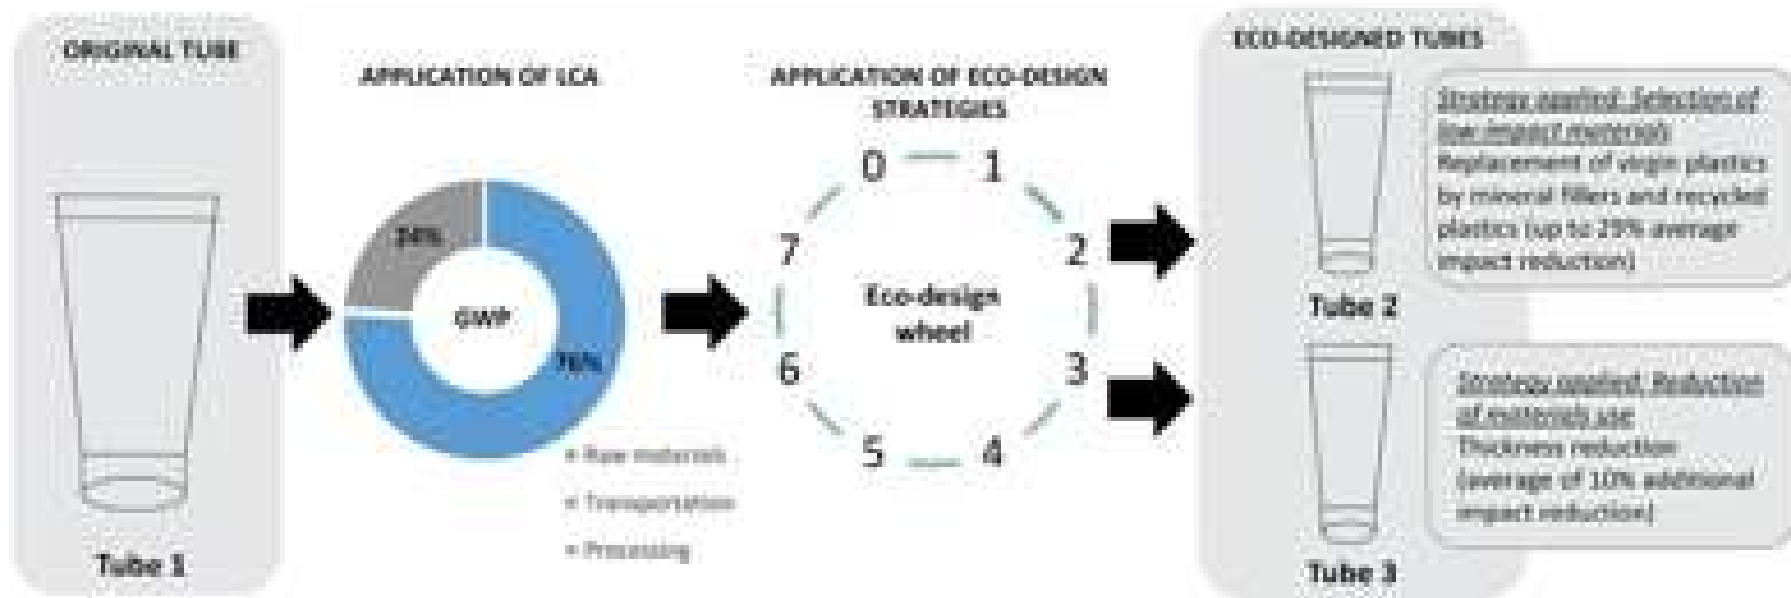 ORIGINAL TUBE
Tube 1
APPLICATION OF LCA
24%
GWP
76%
• Raw materials
• Transportation
• Processing
APPLICATION OF ECO-DESIGN
STRATEGIES
0
1
2
3
4
5
6
7
Eco-design
wheel
ECO-DESIGNED TUBES
Tube 2
Strategy applied: Selection of
low impact materials
Replacement of virgin plastics
by mineral fillers and recycled
plastics (up to 29% average
impact reduction)
Tube 3
Strategy applied: Reduction
of materials use
Thickness reduction
(average of 10% additional
impact reduction)